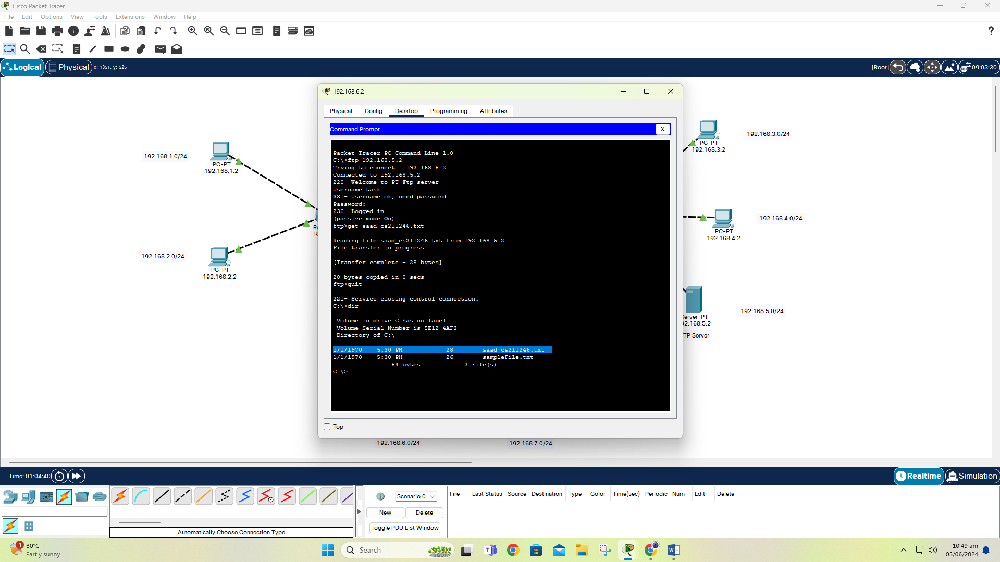 Cisco Packet Tracer
File Edit Options View Tools Extensions Window Help
Logical Physical x: 1351, y: 525 [Root] 09:03:30
192.168.6.2
Physical Config Desktop Programming Attributes
Command Prompt X
Packet Tracer PC Command Line 1.0
C:\>ftp 192.168.5.2
Trying to connect...192.168.5.2
Connected to 192.168.5.2
220- Welcome to PT Ftp server
Username:task
331- Username ok, need password
Password:
230- Logged in
(passive mode On)
ftp>get saad_cs211246.txt
Reading file saad_cs211246.txt from 192.168.5.2:
File transfer in progress...
[Transfer complete - 28 bytes]
28 bytes copied in 0 secs
ftp>quit
221- Service closing control connection.
C:\>dir
Volume in drive C has no label.
Volume Serial Number is 5E12-4AF3
Directory of C:\
1/1/1970 5:30 PM 28 saad_cs211246.txt
1/1/1970 5:30 PM 26 sampleFile.txt
54 bytes 2 File(s)
C:\>
Top
192.168.1.0/24
PC-PT
192.168.1.2
192.168.2.0/24
PC-PT
192.168.2.2
PC-PT
192.168.3.2
192.168.3.0/24
PC-PT
192.168.4.2
192.168.4.0/24
Server-PT
92.168.5.2
TP Server
192.168.5.0/24
192.168.6.0/24
192.168.7.0/24
Time: 01:04:40 Realtime Simulation
Scenario 0
New Delete
Toggle PDU List Window
Fire Last Status Source Destination Type Color Time(sec) Periodic Num Edit Delete
Automatically Choose Connection Type
1
30°C
Partly sunny
Search
10:49 am
05/06/2024